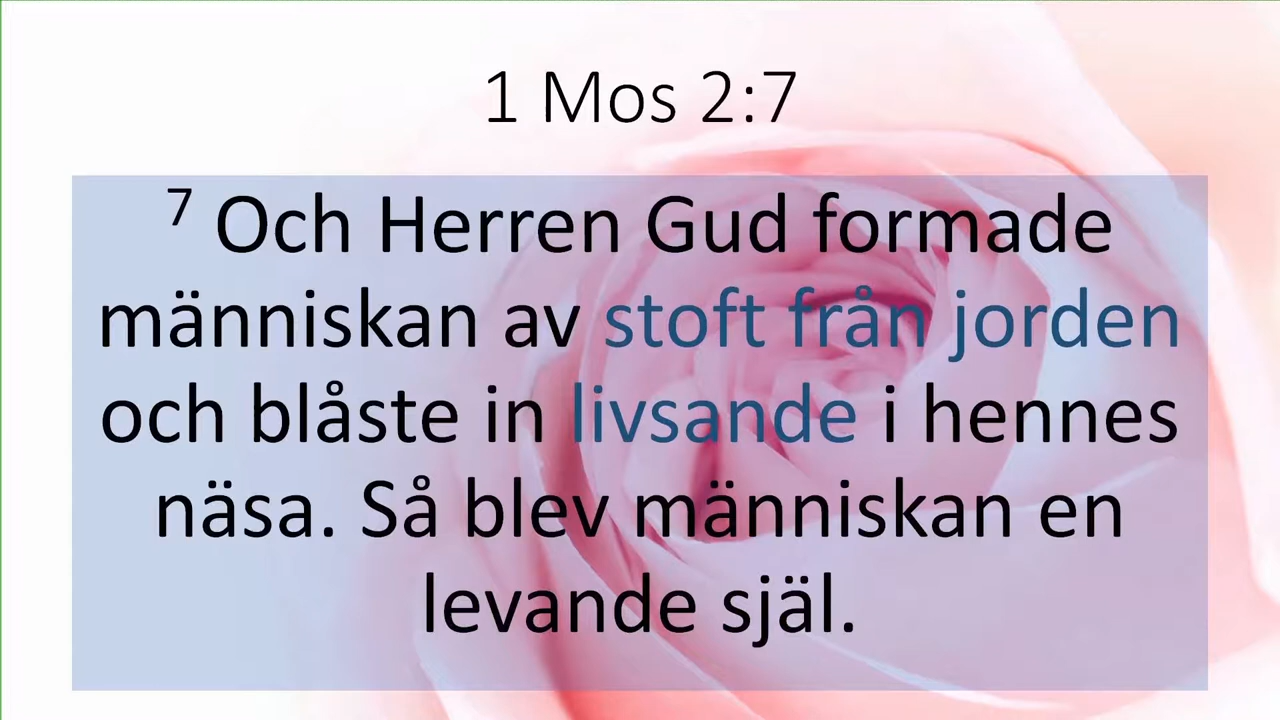 1 Mos 2:7
7 Och Herren Gud formade
människan av stoft från jorden
och blåste in livsande i hennes
näsa. Så blev människan en
levande själ.